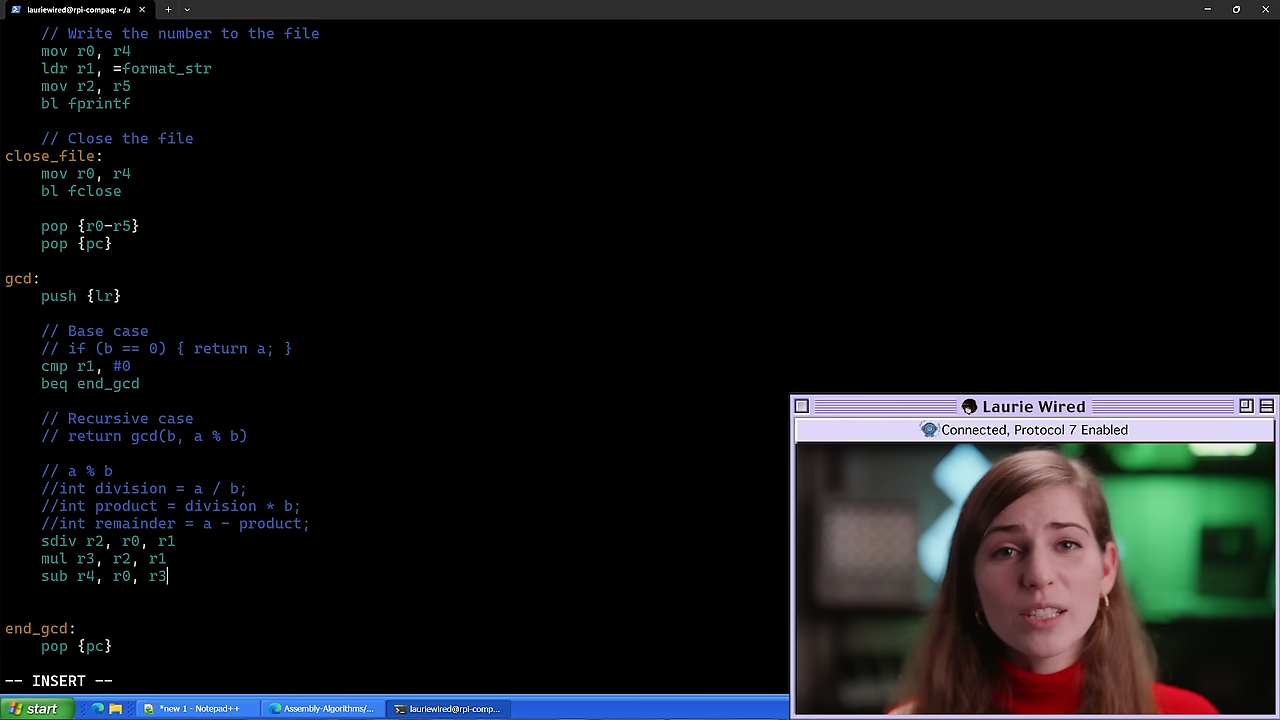 lauriewired@rpi-compaq: ~/a
// Write the number to the file
mov r0, r4
ldr r1, =format_str
mov r2, r5
bl fprintf
// Close the file
close_file:
mov r0, r4
bl fclose
pop {r0-r5}
pop {pc}
gcd:
push {lr}
// Base case
// if (b == 0) { return a; }
cmp r1, #0
beq end_gcd
// Recursive case
// return gcd(b, a % b)
// a % b
//int division = a / b;
//int product = division * b;
//int remainder = a - product;
sdiv r2, r0, r1
mul r3, r2, r1
sub r4, r0, r3
end_gcd:
pop {pc}
-- INSERT --
Laurie Wired
Connected, Protocol 7 Enabled
start
*new 1 - Notepad++
Assembly-Algorithms/...
lauriewired@rpi-comp...